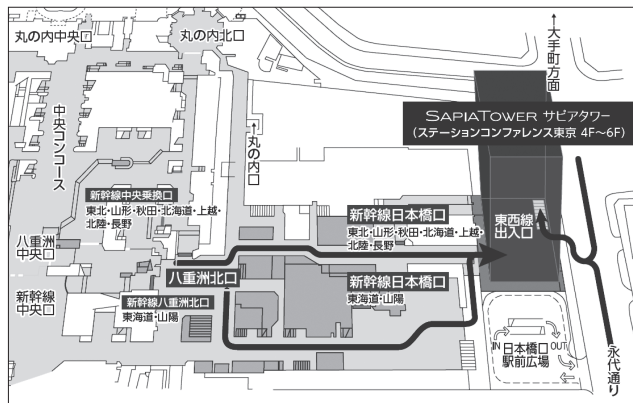 丸の内中央口
丸の内北口
↑大手町方面
SAPIATOWER サピアタワー
(ステーションコンファレンス東京 4F〜6F)
中央コンコース
↑丸の内口
新幹線中央乗換口
東北・山形・秋田・北海道・上越・
北陸・長野
新幹線日本橋口
東北・山形・秋田・北海道・上越・
北陸・長野
東西線
出入口
八重洲
中央口
八重洲北口
新幹線
中央口
新幹線八重洲北口
東海道・山陽
新幹線日本橋口
東海道・山陽
IN
日本橋口
駅前広場
OUT
永代通り